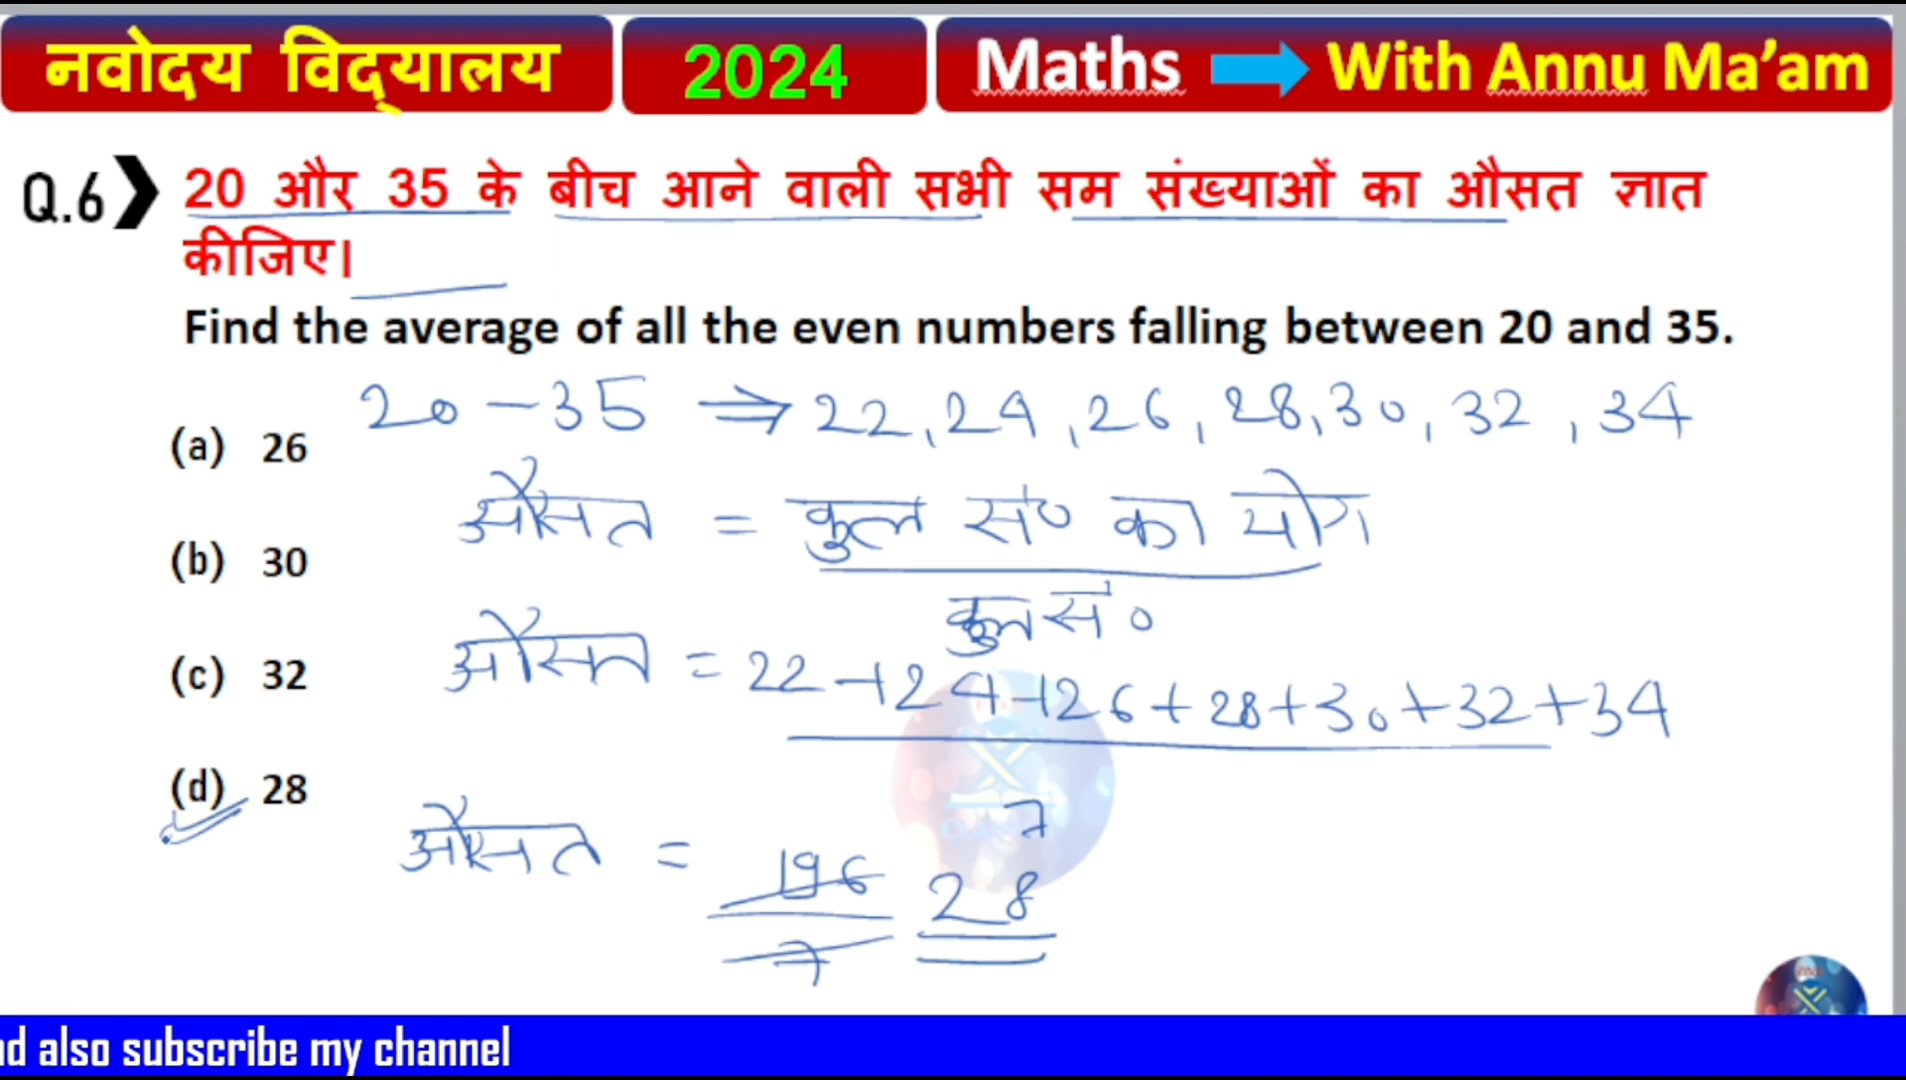 नवोदय विद्यालय 2024 Maths With Annu Ma'am
Q.6 20 और 35 के बीच आने वाली सभी सम संख्याओं का औसत ज्ञात
कीजिए।
Find the average of all the even numbers falling between 20 and 35.
20 - 35 ⇒ 22, 24, 26, 28, 30, 32, 34
(a) 26
औसत = कुल सं० का योग
(b) 30
कुल सं०
(c) 32
औसत = 22+24+26+28+30+32+34
7
(d) 28
औसत = 196 28
7
nd also subscribe my channel